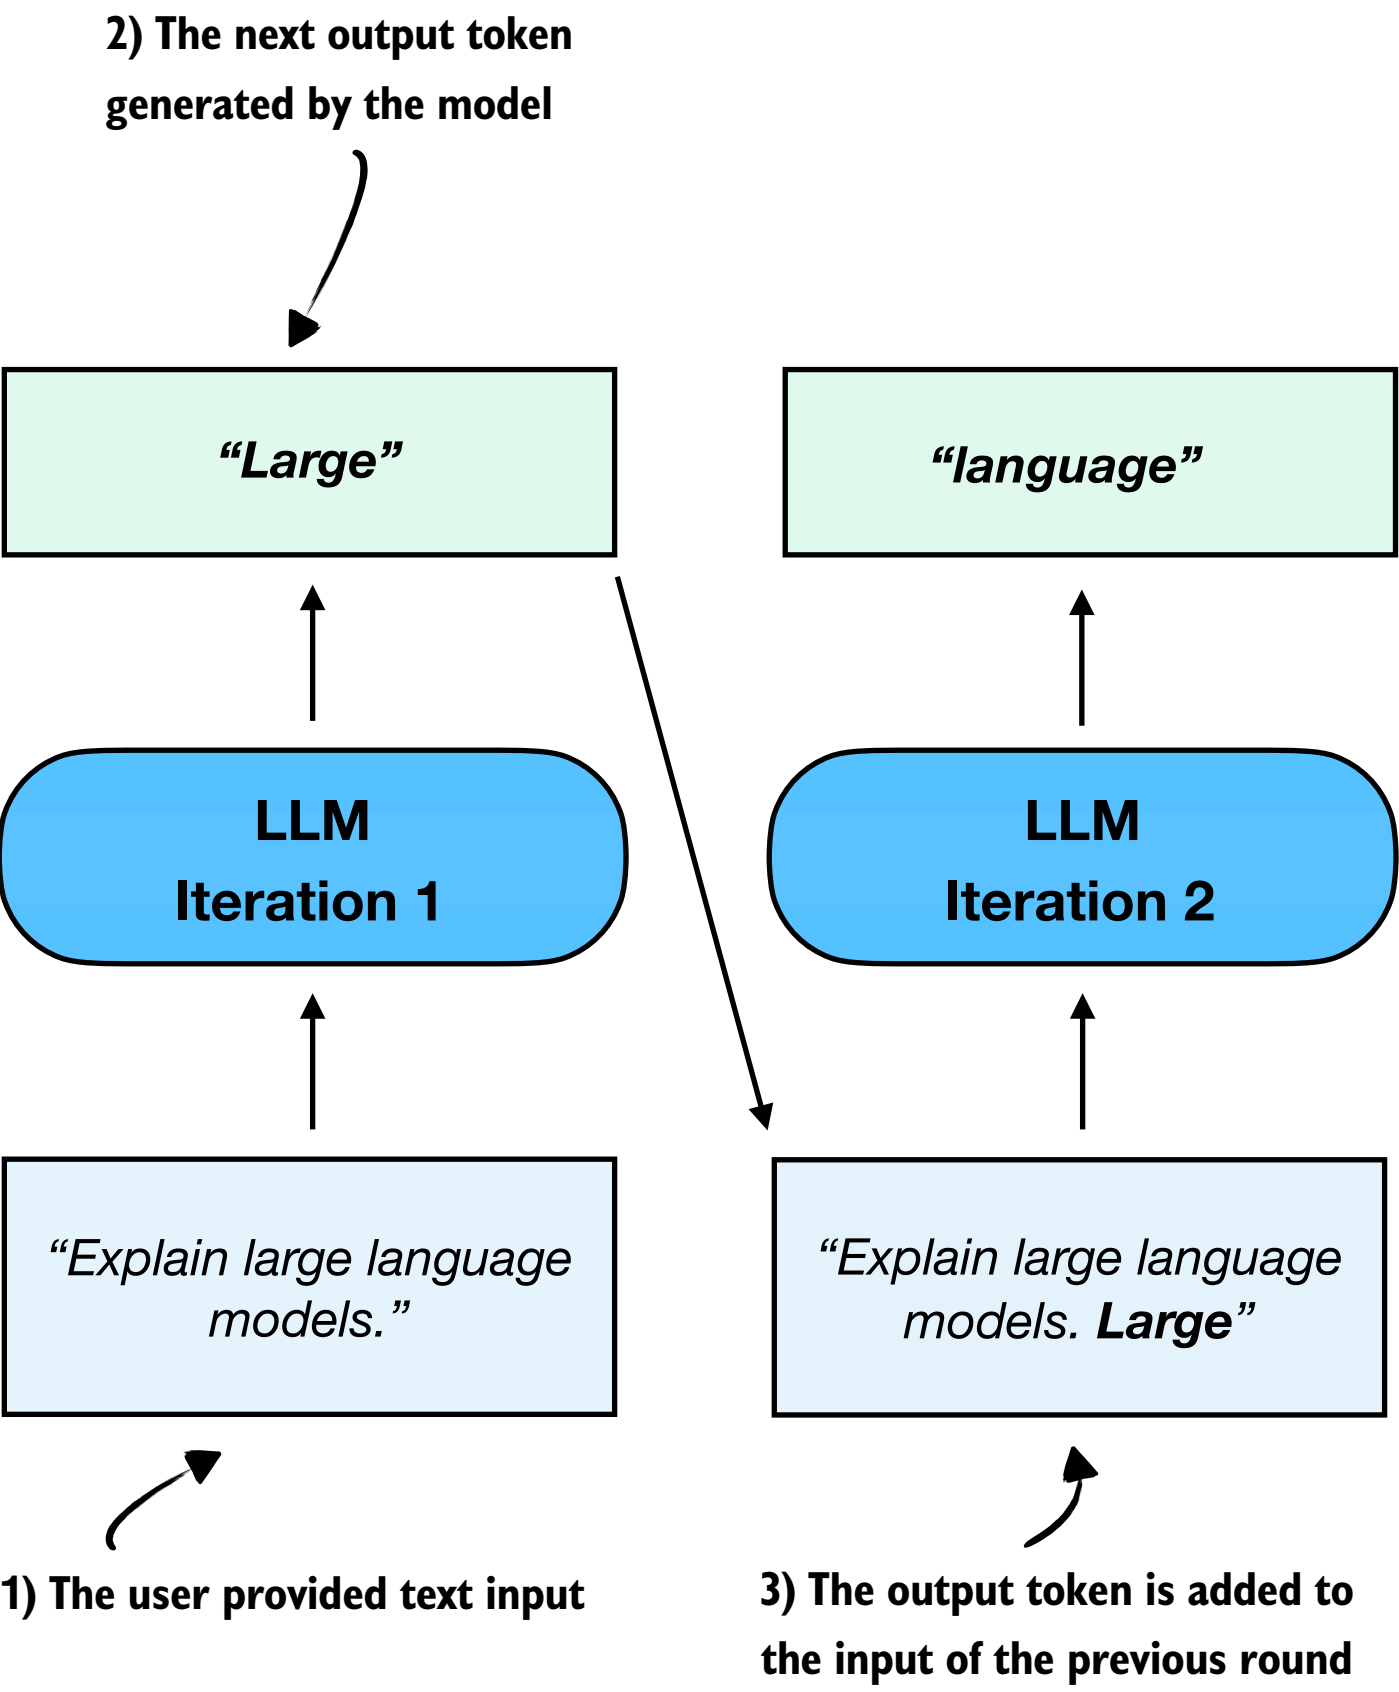 2) The next output token
generated by the model
“Large”
“language”
LLM
Iteration 1
LLM
Iteration 2
“Explain large language
models.”
“Explain large language
models. Large”
1) The user provided text input
3) The output token is added to
the input of the previous round